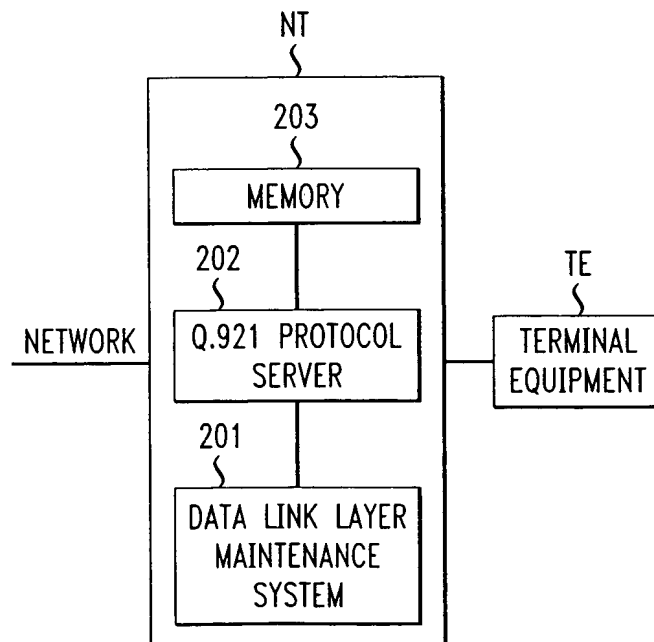 NT
203
MEMORY
202
Q.921 PROTOCOL
SERVER
NETWORK
TE
TERMINAL
EQUIPMENT
201
DATA LINK LAYER
MAINTENANCE
SYSTEM